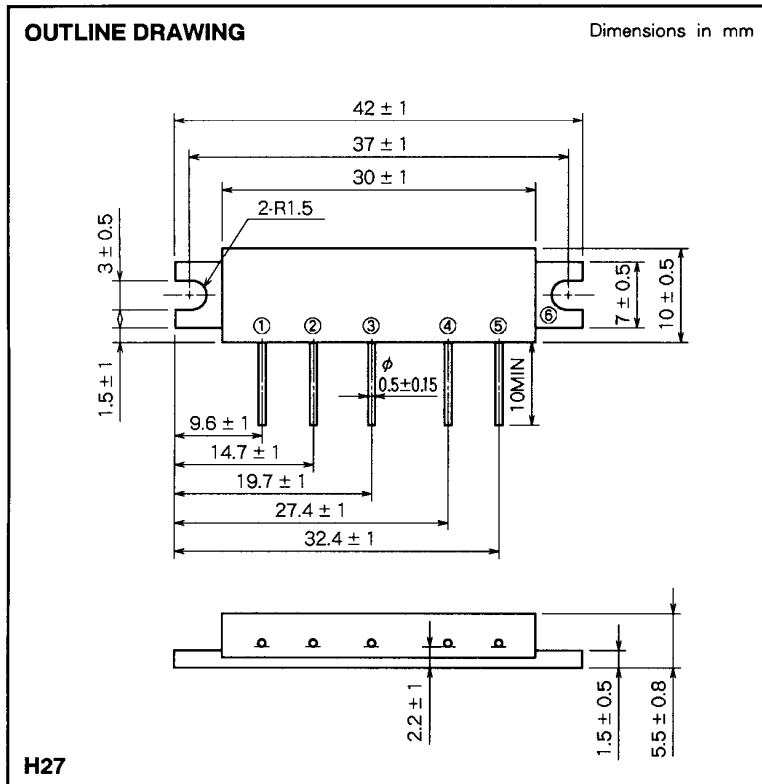 OUTLINE DRAWING
Dimensions in mm
42 ± 1
37 ± 1
30 ± 1
2-R1.5
3 ± 0.5
① ② ③ ④ ⑤ ⑥
7 ± 0.5
10 ± 0.5
1.5 ± 1
ϕ
0.5±0.15
10MIN
9.6 ± 1
14.7 ± 1
19.7 ± 1
27.4 ± 1
32.4 ± 1
2.2 ± 1
1.5 ± 0.5
5.5 ± 0.8
H27